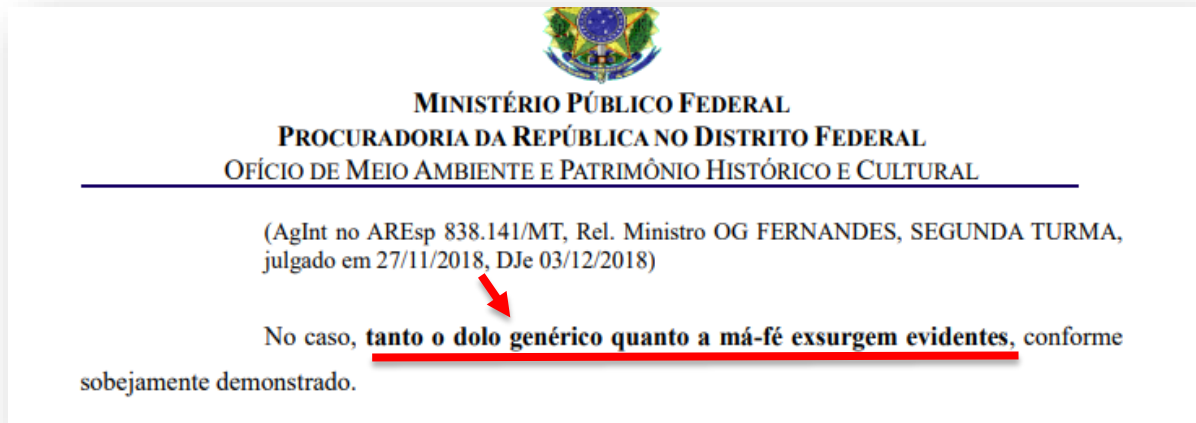 MINISTÉRIO PÚBLICO FEDERAL
PROCURADORIA DA REPÚBLICA NO DISTRITO FEDERAL
OFÍCIO DE MEIO AMBIENTE E PATRIMÔNIO HISTÓRICO E CULTURAL
(AgInt no AREsp 838.141/MT, Rel. Ministro OG FERNANDES, SEGUNDA TURMA,
julgado em 27/11/2018, DJe 03/12/2018)
No caso, tanto o dolo genérico quanto a má-fé exsurgem evidentes, conforme
sobejamente demonstrado.